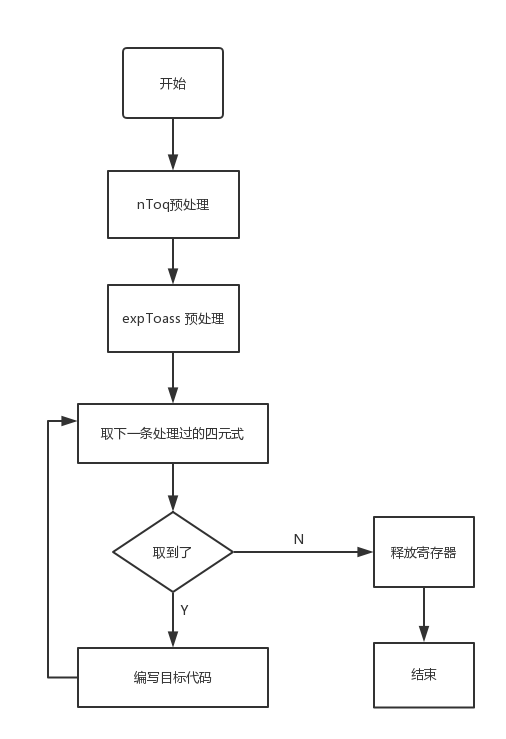 开始
nToq预处理
expToass 预处理
取下一条处理过的四元式
取到了
N
释放寄存器
Y
编写目标代码
结束